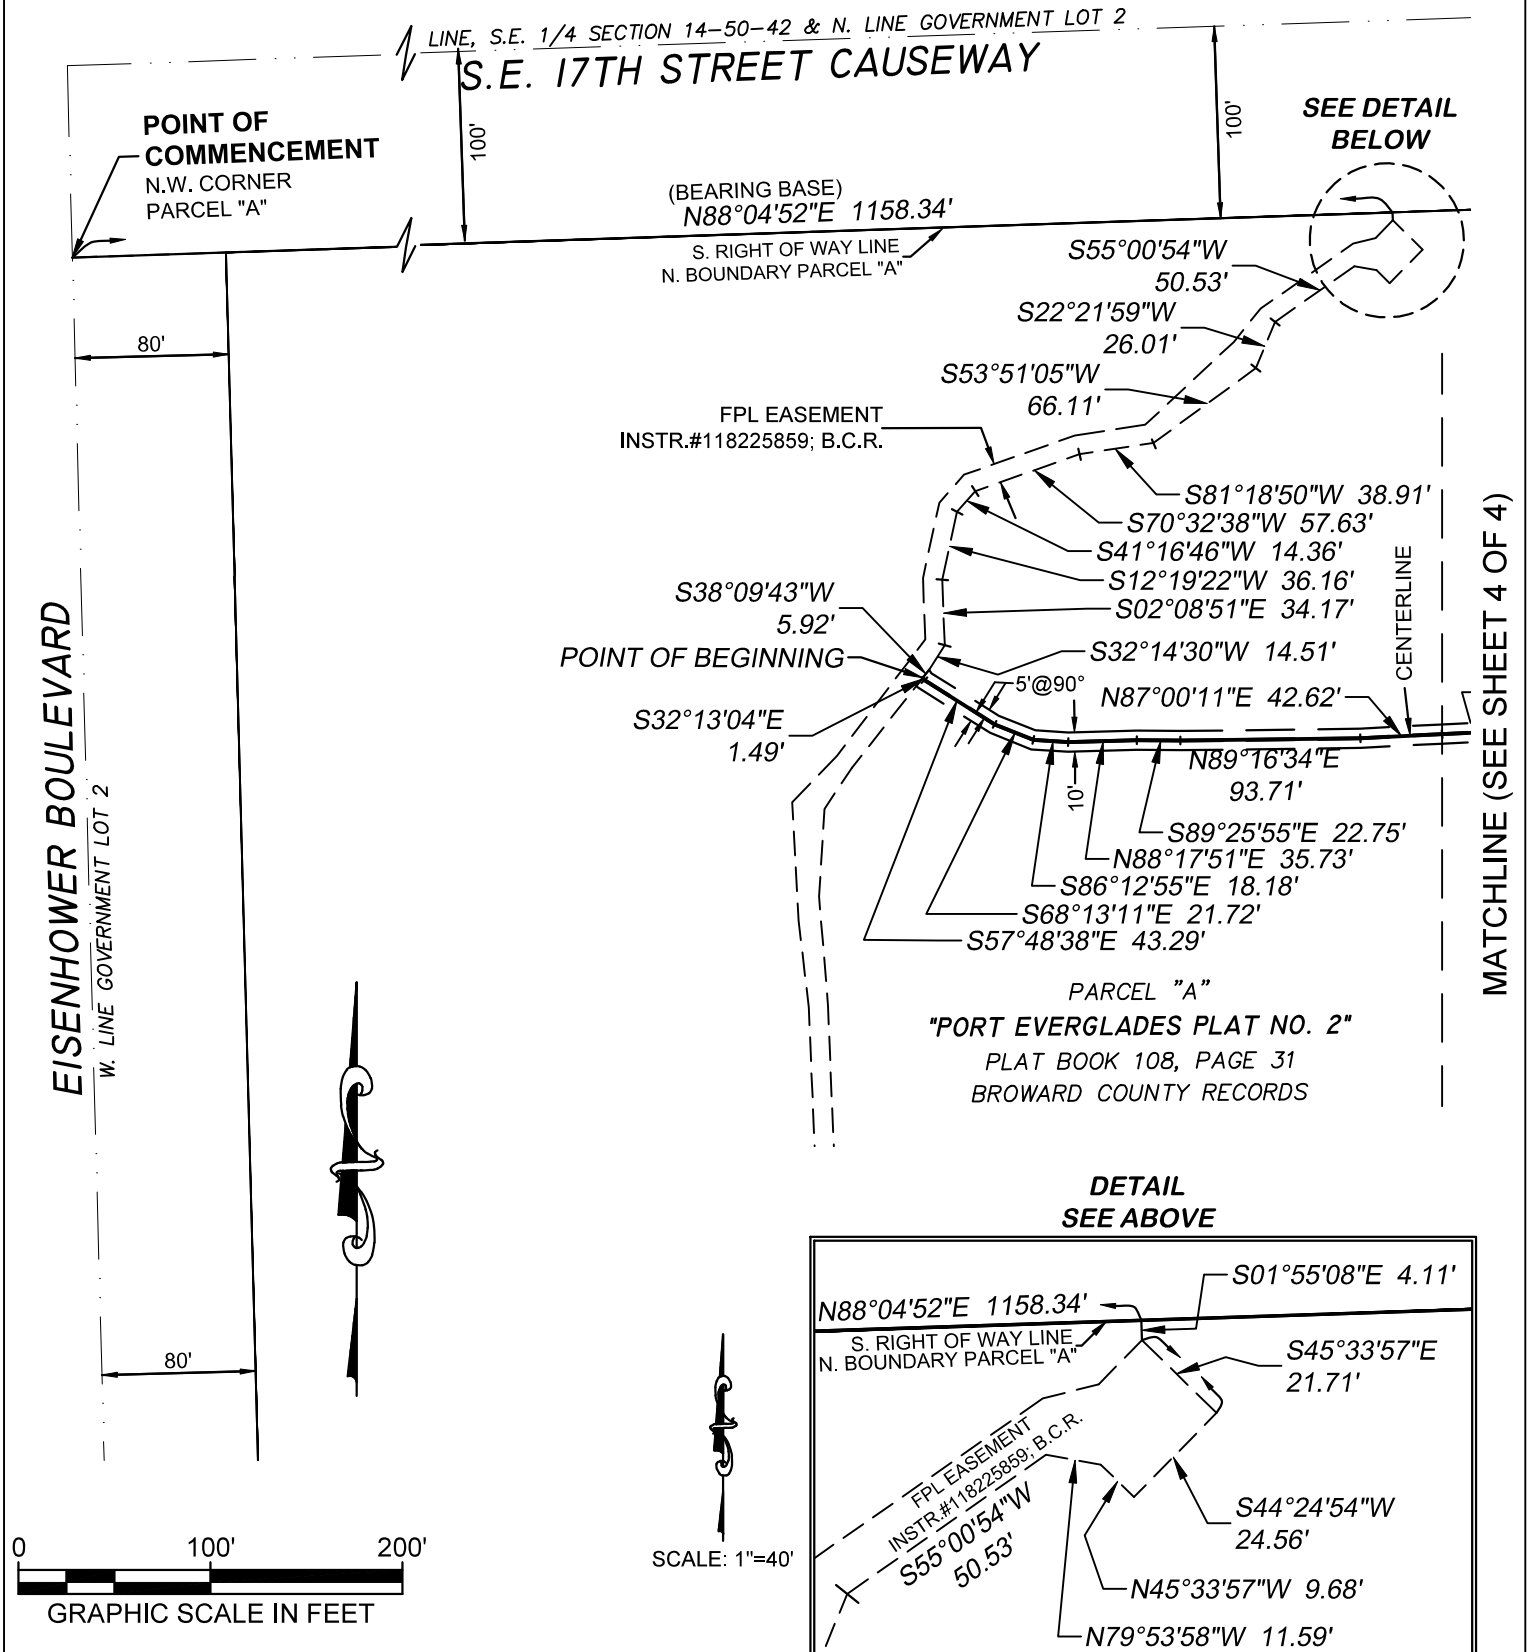 LINE, S.E. 1/4 SECTION 14-50-42 & N. LINE GOVERNMENT LOT 2
S.E. 17TH STREET CAUSEWAY
POINT OF
COMMENCEMENT
N.W. CORNER
PARCEL "A"
100'
100'
SEE DETAIL
BELOW
(BEARING BASE)
N88°04'52"E 1158.34'
S. RIGHT OF WAY LINE
N. BOUNDARY PARCEL "A"
S55°00'54"W
50.53'
S22°21'59"W
26.01'
80'
S53°51'05"W
66.11'
FPL EASEMENT
INSTR.#118225859; B.C.R.
S81°18'50"W 38.91'
S70°32'38"W 57.63'
S41°16'46"W 14.36'
S12°19'22"W 36.16'
S02°08'51"E 34.17'
S38°09'43"W
5.92'
POINT OF BEGINNING
S32°14'30"W 14.51'
CENTERLINE
5'@90°
N87°00'11"E 42.62'
S32°13'04"E
1.49'
N89°16'34"E
93.71'
10'
S89°25'55"E 22.75'
N88°17'51"E 35.73'
S86°12'55"E 18.18'
S68°13'11"E 21.72'
S57°48'38"E 43.29'
MATCHLINE (SEE SHEET 4 OF 4)
EISENHOWER BOULEVARD
W. LINE GOVERNMENT LOT 2
PARCEL "A"
"PORT EVERGLADES PLAT NO. 2"
PLAT BOOK 108, PAGE 31
BROWARD COUNTY RECORDS
80'
DETAIL
SEE ABOVE
S01°55'08"E 4.11'
N88°04'52"E 1158.34'
S. RIGHT OF WAY LINE
N. BOUNDARY PARCEL "A"
S45°33'57"E
21.71'
FPL EASEMENT
INSTR.#118225859; B.C.R.
S55°00'54"W
50.53'
S44°24'54"W
24.56'
N45°33'57"W 9.68'
N79°53'58"W 11.59'
SCALE: 1"=40'
0 100' 200'
GRAPHIC SCALE IN FEET